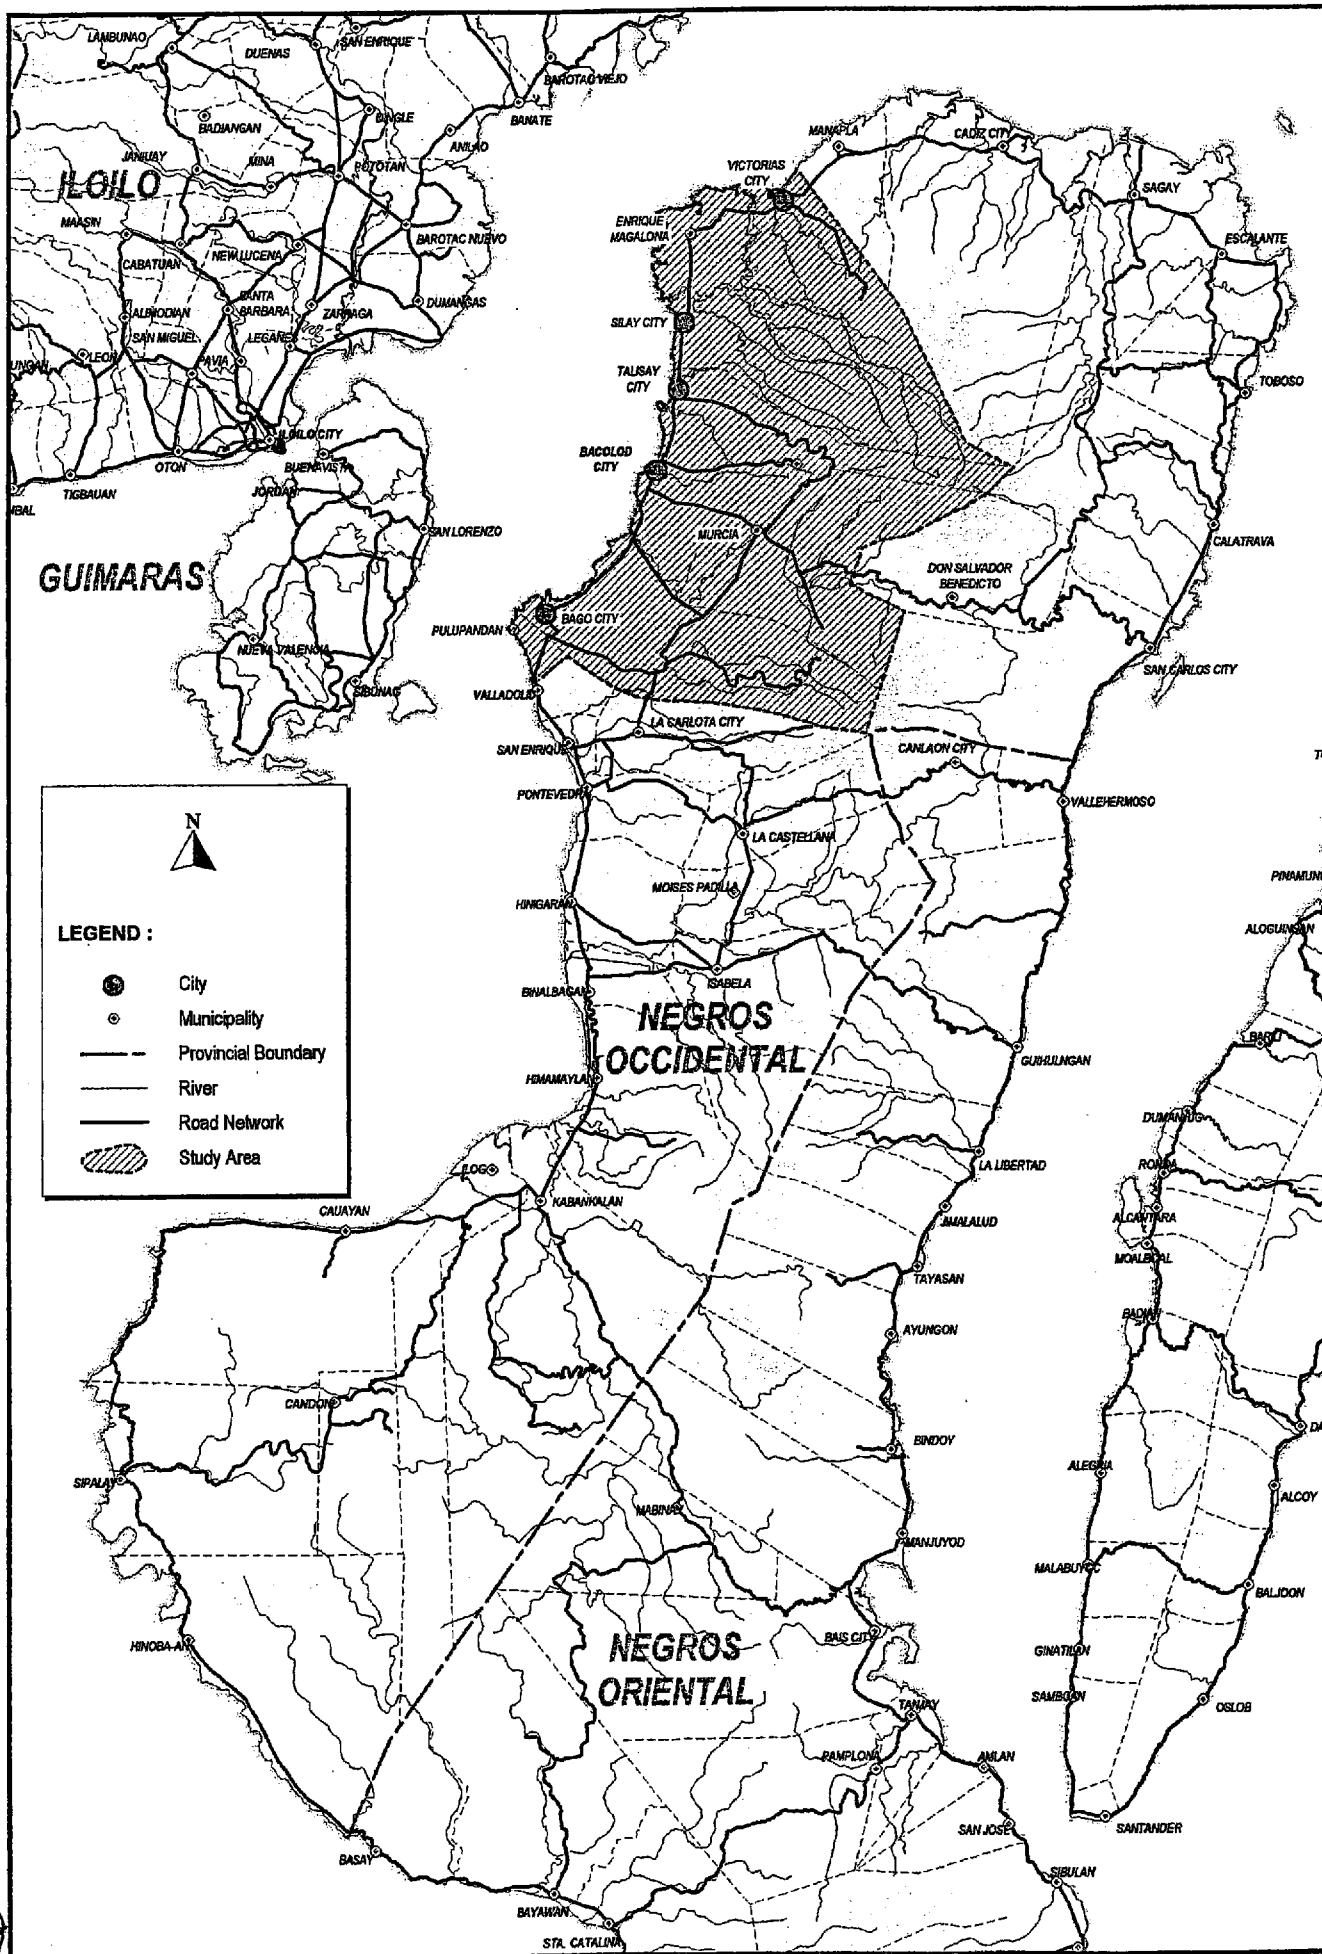 LAMBUNAO
DUENAS
SAN ENRIQUE
BAROTAC VIEJO
BADIANGAN
DINGLE
BANATE
ANILAO
JANIUAY
MINA
POTOTAN
ILOILO
MAASIN
CABATUAN
NEW LUCENA
BAROTAC NUEVO
SANTA
BARBARA
ZARRAGA
DUMANGAS
ALIMODIAN
SAN MIGUEL
LEGANES
LEON
PAVIA
ILOILO CITY
OTON
BUENAVISTA
TIGBAUAN
JORDAN
SAN LORENZO
GUIMARAS
NUEVA VALENCIA
SIBUNAG
MANAPLA
CADIZ CITY
VICTORIAS
CITY
SAGAY
ENRIQUE
MAGALONA
ESCALANTE
SILAY CITY
TALISAY
CITY
TOBOSO
BACOLOD
CITY
MURCIA
CALATRAVA
DON SALVADOR
BENEDICTO
BAGO CITY
PULUPANDAN
SAN CARLOS CITY
VALLADOLID
LA CARLOTA CITY
SAN ENRIQUE
CANLAON CITY
PONTEVEDRA
VALLEHERMOSO
LA CASTELLANA
MOISES PADILLA
HINIGARAN
ISABELA
BINALBAGAN
NEGROS
OCCIDENTAL
GUIHULNGAN
HIMAMAYLA
ILOG
LA LIBERTAD
KABANKALAN
CAUAYAN
JIMALALUD
TAYASAN
AYUNGON
CANDONI
BINDOY
SIPALAY
MABINAY
MANJUYOD
HINOBA-AN
NEGROS
ORIENTAL
BAIS CITY
TANJAY
PAMPLONA
AMLAN
SAN JOSE
BASAY
SIBULAN
BAYAWAN
STA. CATALINA
ALOGUINSAN
BARILI
DUMANJUG
RONDA
ALCANTARA
MOALBOAL
BADIAN
ALEGRIA
ALCOY
MALABUYOC
BALJOON
GINATILAN
SAMBOAN
OSLOB
SANTANDER
N
LEGEND :
City
Municipality
Provincial Boundary
River
Road Network
Study Area